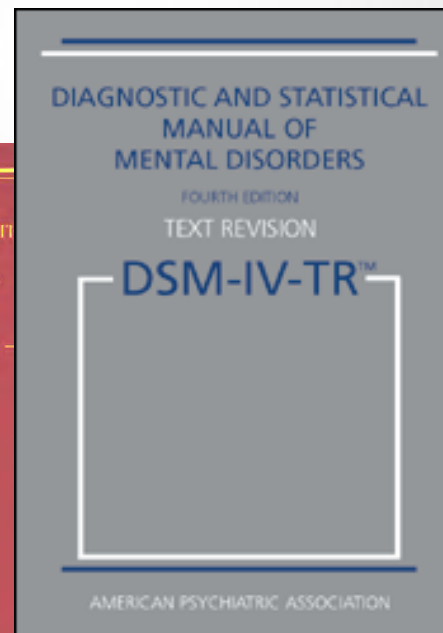 DIAGNOSTIC AND STATISTICAL
MANUAL OF
MENTAL DISORDERS
FOURTH EDITION
TEXT REVISION
DSM-IV-TR™
AMERICAN PSYCHIATRIC ASSOCIATION